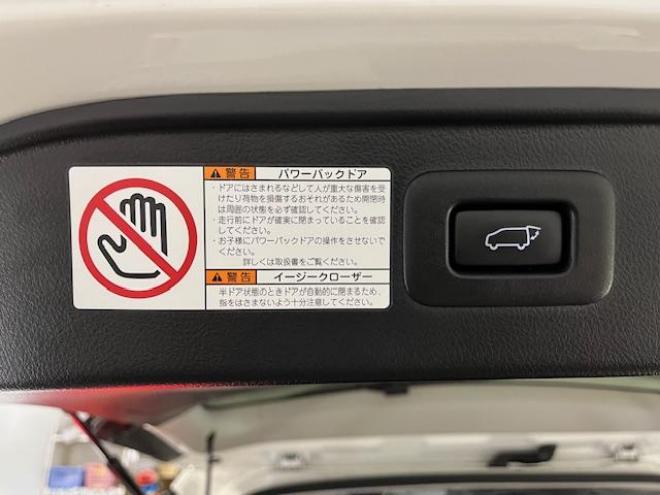 警告 パワーバックドア
・ドアにはさまれるなどして人が重大な傷害を
けたり荷物を損傷するおそれがあるため開閉時
は周囲の状態を必ず確認してください。
・走行前にドアが確実に閉まっていることを確認
してください。
・お子様にパワーバックドアの操作をさせないで
ください。
詳しくは取扱書をご覧ください。
警告 イージークローザー
半ドア状態のときドアが自動的に閉まるため、
指をはさまないよう十分注意してください。